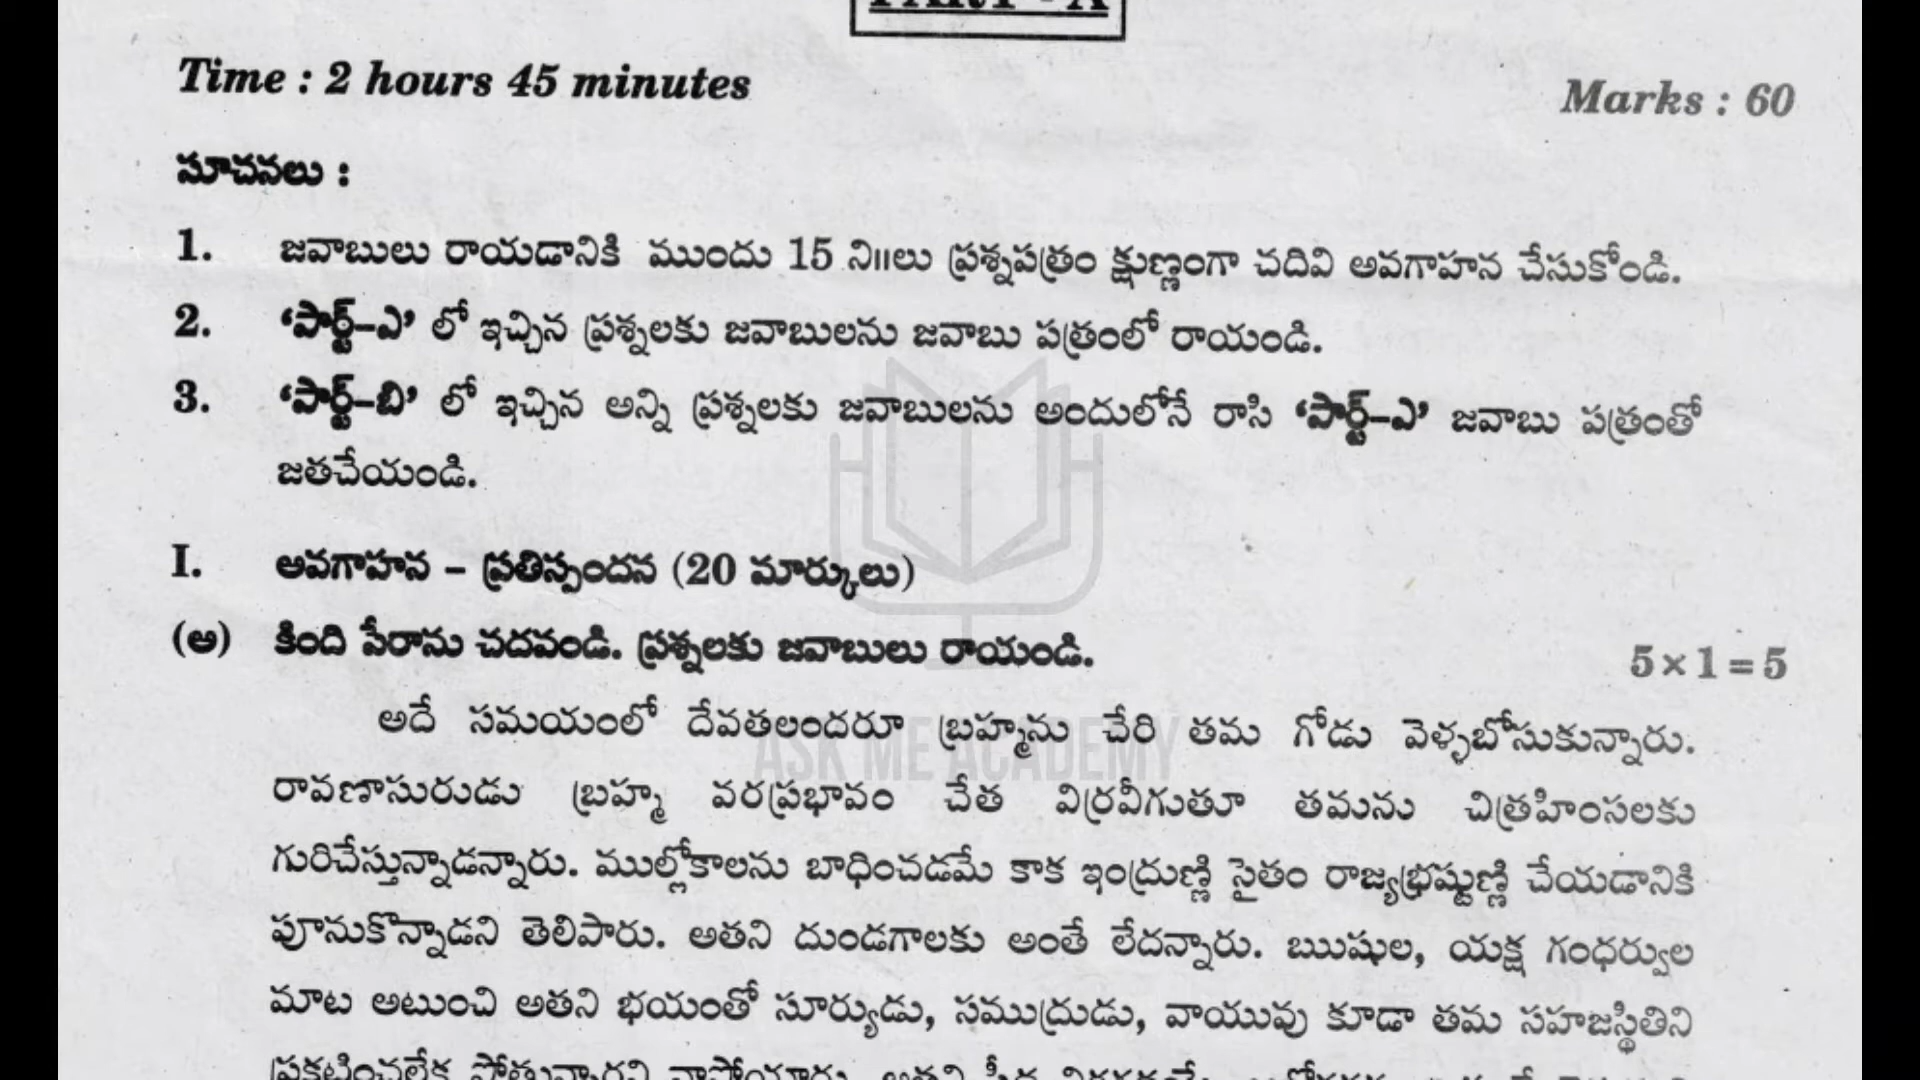 PART - A
Time : 2 hours 45 minutes
Marks : 60
సూచనలు :
1. జవాబులు రాయడానికి ముందు 15 ని॥లు ప్రశ్నపత్రం క్షుణ్ణంగా చదివి అవగాహన చేసుకోండి.
2. ‘పార్ట్–ఎ’ లో ఇచ్చిన ప్రశ్నలకు జవాబులను జవాబు పత్రంలో రాయండి.
3. ‘పార్ట్–బి’ లో ఇచ్చిన అన్ని ప్రశ్నలకు జవాబులను అందులోనే రాసి ‘పార్ట్–ఎ’ జవాబు పత్రంతో
జతచేయండి.
I. అవగాహన – ప్రతిస్పందన (20 మార్కులు)
(అ) కింది పేరాను చదవండి. ప్రశ్నలకు జవాబులు రాయండి.
5×1=5
అదే సమయంలో దేవతలందరూ బ్రహ్మను చేరి తమ గోడు వెళ్ళబోసుకున్నారు.
ASK ME ACADEMY
రావణాసురుడు బ్రహ్మ వరప్రభావం చేత విర్రవీగుతూ తమను చిత్రహింసలకు
గురిచేస్తున్నాడన్నారు. ముల్లోకాలను బాధించడమే కాక ఇంద్రుణ్ణి సైతం రాజ్యభ్రష్టుణ్ణి చేయడానికి
పూనుకొన్నాడని తెలిపారు. అతని దుండగాలకు అంతే లేదన్నారు. ఋషుల, యక్ష గంధర్వుల
మాట అటుంచి అతని భయంతో సూర్యుడు, సముద్రుడు, వాయువు కూడా తమ సహజస్థితిని